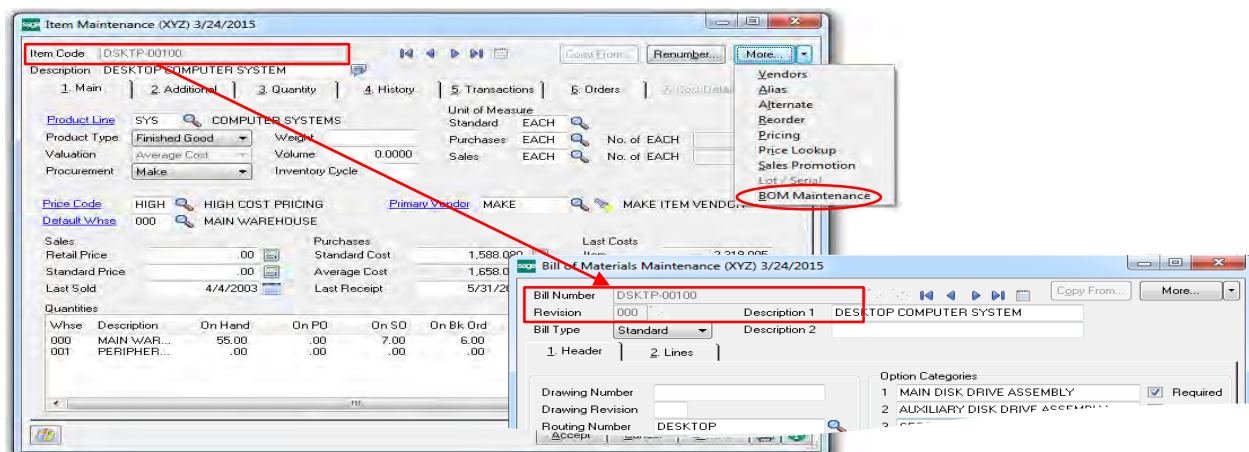 Item Maintenance (XYZ) 3/24/2015
Item Code DSKTP-00100 Copy From... Renumber... More...
Description DESKTOP COMPUTER SYSTEM
1. Main 2. Additional 3. Quantity 4. History 5. Transactions 6. Orders
Vendors
Alias
Alternate
Reorder
Pricing
Price Lookup
Sales Promotion
Lot / Serial
BOM Maintenance
Unit of Measure
Product Line SYS COMPUTER SYSTEMS Standard EACH
Product Type Finished Good Weight Purchases EACH No. of EACH
Valuation Average Cost Volume 0.0000 Sales EACH No. of EACH
Procurement Make Inventory Cycle
Price Code HIGH HIGH COST PRICING Primary Vendor MAKE MAKE ITEM VENDOR
Default Whse 000 MAIN WAREHOUSE
Sales Purchases Last Costs
Retail Price .00 Standard Cost
Standard Price .00 Average Cost
Last Sold 4/4/2003 Last Receipt
Quantities
Whse Description On Hand On PO On SO On Bk Ord
000 MAIN WAR... 55.00 .00 7.00 6.00
001 PERIPHER... .00 .00 .00 .00
Bill of Materials Maintenance (XYZ) 3/24/2015
Bill Number DSKTP-00100 Copy From... More...
Revision 000 Description 1 DESKTOP COMPUTER SYSTEM
Bill Type Standard Description 2
1. Header 2. Lines
Option Categories
Drawing Number 1 MAIN DISK DRIVE ASSEMBLY Required
Drawing Revision 2 AUXILIARY DISK DRIVE
Routing Number DESKTOP
Accept